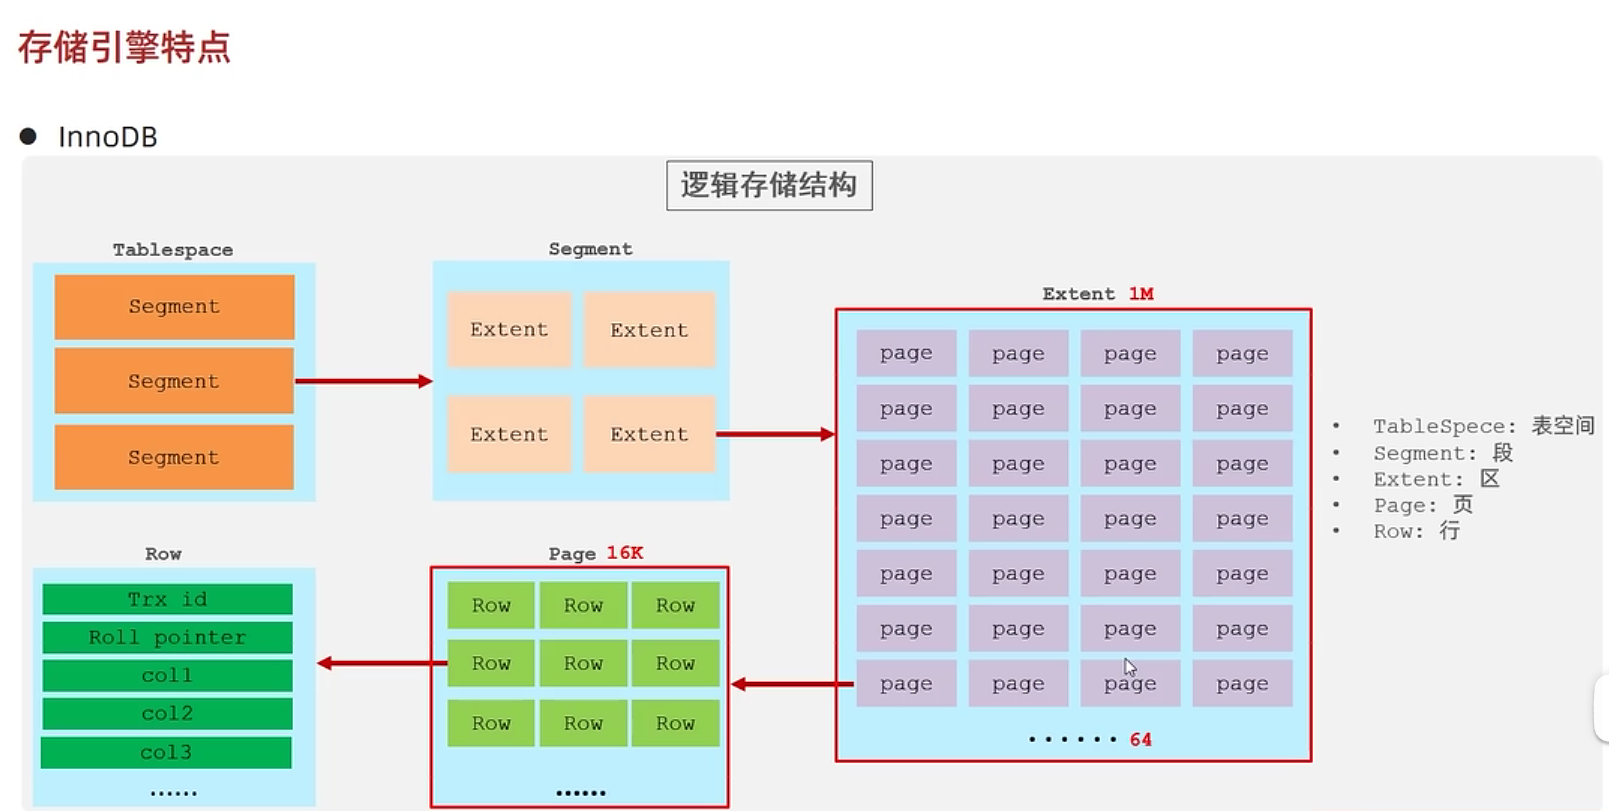 存储引擎特点
● InnoDB
逻辑存储结构
Tablespace
Segment
Segment
Segment
Segment
Extent Extent
Extent Extent
Extent 1M
page page page page
page page page page
page page page page
page page page page
page page page page
page page page page
page page page page
······ 64
• TableSpece: 表空间
• Segment: 段
• Extent: 区
• Page: 页
• Row: 行
Page 16K
Row Row Row
Row Row Row
Row Row Row
······
Row
Trx id
Roll pointer
col1
col2
col3
······